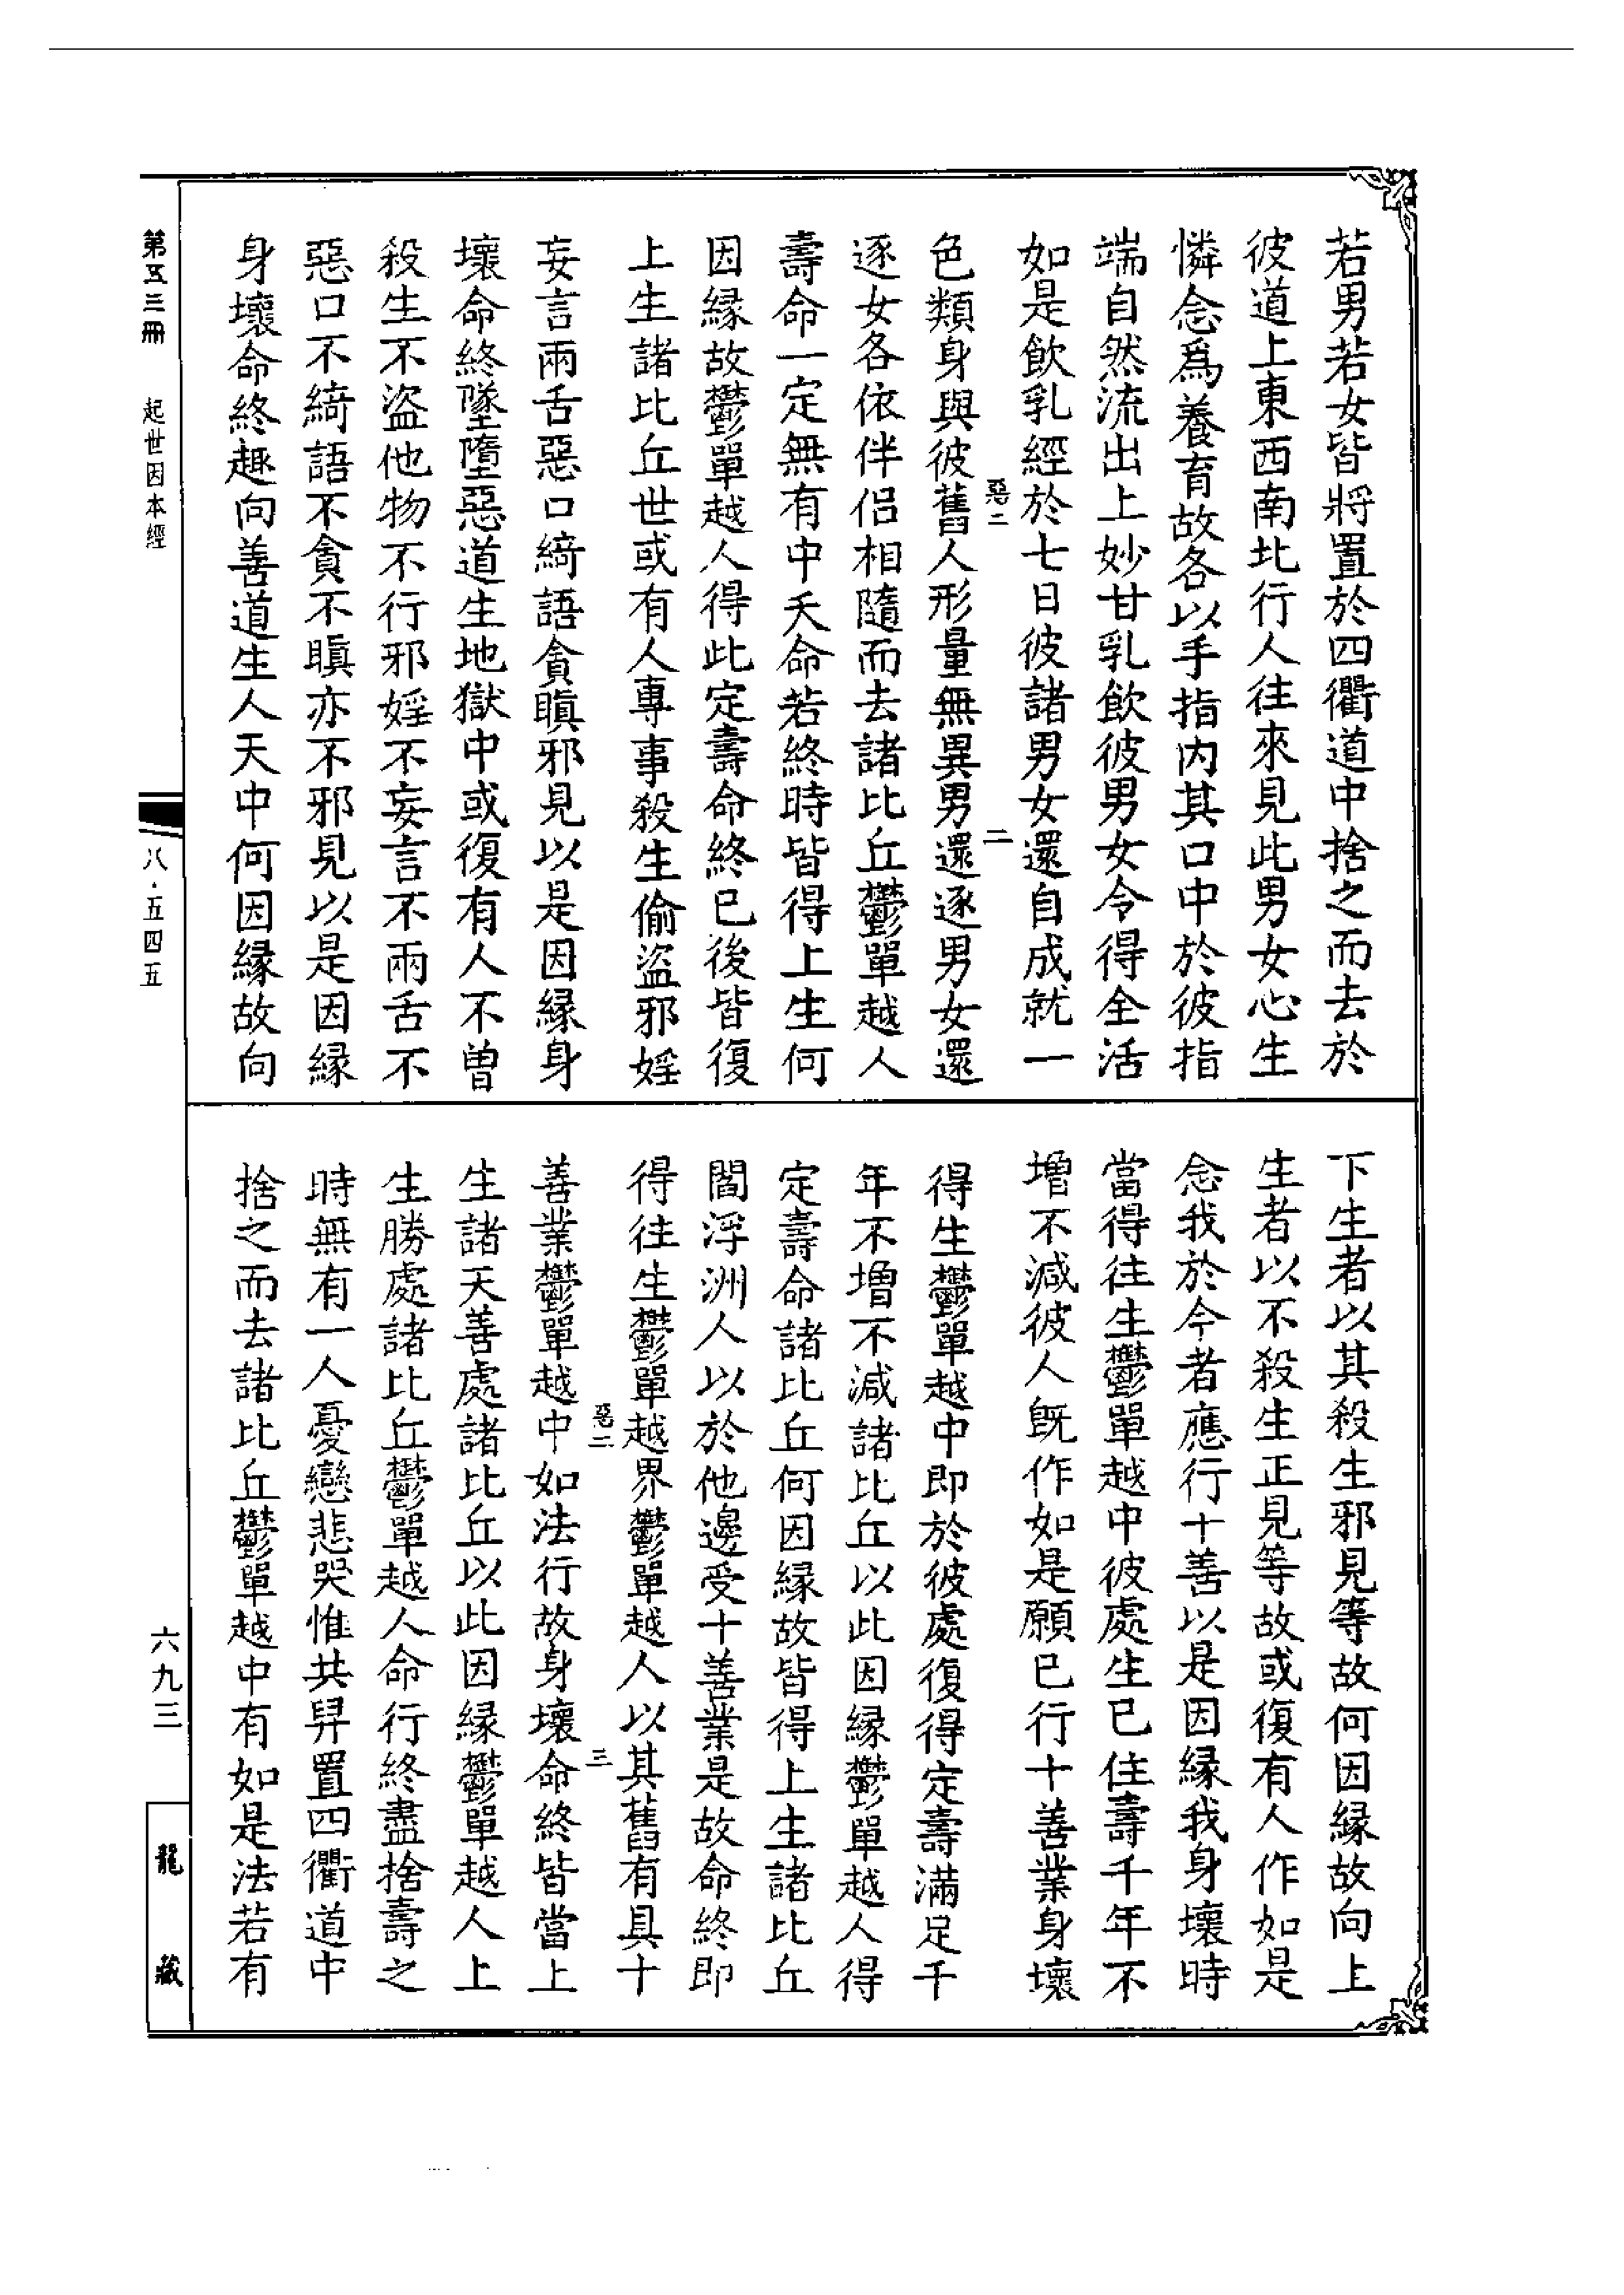 若男若女皆將置於四衢道中捨之而去於
彼道上東西南北行人往來見此男女心生
憐念爲養育故各以手指內其口中於彼指
端自然流出上妙甘乳飲彼男女令得全活
如是飲乳經於七日彼諸男女還自成就一
惡二
二
色類身與彼舊人形量無異男還逐男女還
逐女各依伴侶相隨而去諸比丘鬱單越人
壽命一定無有中夭命若終時皆得上生何
因緣故鬱單越人得此定壽命終已後皆復
上生諸比丘世或有人專事殺生偷盜邪婬
妄言兩舌惡口綺語貪瞋邪見以是因緣身
壞命終墜墮惡道生地獄中或復有人不曾
殺生不盜他物不行邪婬不妄言不兩舌不
惡口不綺語不貪不瞋亦不邪見以是因緣
身壞命終趣向善道生人天中何因緣故向
下生者以其殺生邪見等故何因緣故向上
生者以不殺生正見等故或復有人作如是
念我於今者應行十善以是因緣我身壞時
當得往生鬱單越中彼處生已住壽千年不
增不減彼人既作如是願已行十善業身壞
得生鬱單越中即於彼處復得定壽滿足千
年不增不減諸比丘以此因緣鬱單越人得
定壽命諸比丘何因緣故皆得上生諸比丘
閻浮洲人以於他邊受十善業是故命終即
得往生鬱單越界鬱單越人以其舊有具十
惡二
三
善業鬱單越中如法行故身壞命終皆當上
生諸天善處諸比丘以此因緣鬱單越人上
生勝處諸比丘鬱單越人命行終盡捨壽之
時無有一人憂戀悲哭惟共舁置四衢道中
捨之而去諸比丘鬱單越中有如是法若有
第五三冊
起世因本經
八·五四五
六九三
龍藏